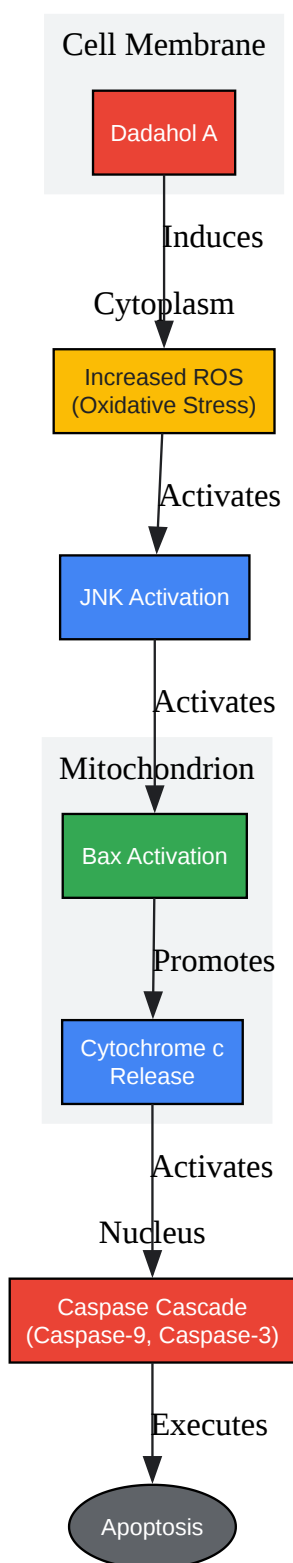 Cell Membrane
Dadahol A
Induces
Cytoplasm
Increased ROS
(Oxidative Stress)
Activates
JNK Activation
Activates
Mitochondrion
Bax Activation
Promotes
Cytochrome c
Release
Activates
Nucleus
Caspase Cascade
(Caspase-9, Caspase-3)
Executes
Apoptosis